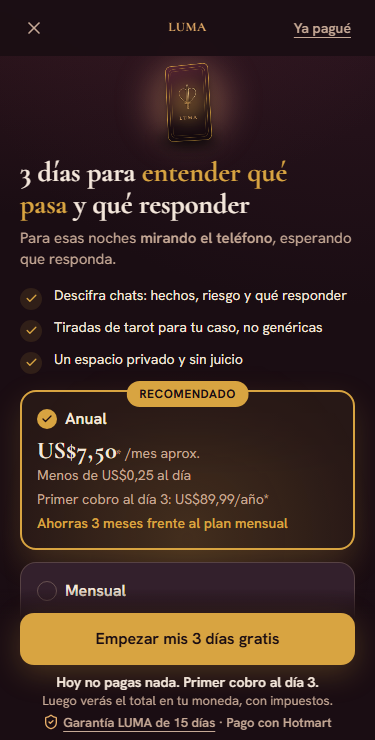 LUMA
Ya pagué
LUMA
3 días para entender qué
pasa y qué responder
Para esas noches mirando el teléfono, esperando
que responda.
Descifra chats: hechos, riesgo y qué responder
Tiradas de tarot para tu caso, no genéricas
Un espacio privado y sin juicio
RECOMENDADO
Anual
US$7,50* /mes aprox.
Menos de US$0,25 al día
Primer cobro al día 3: US$89,99/año*
Ahorras 3 meses frente al plan mensual
Mensual
Empezar mis 3 días gratis
Hoy no pagas nada. Primer cobro al día 3.
Luego verás el total en tu moneda, con impuestos.
Garantía LUMA de 15 días · Pago con Hotmart